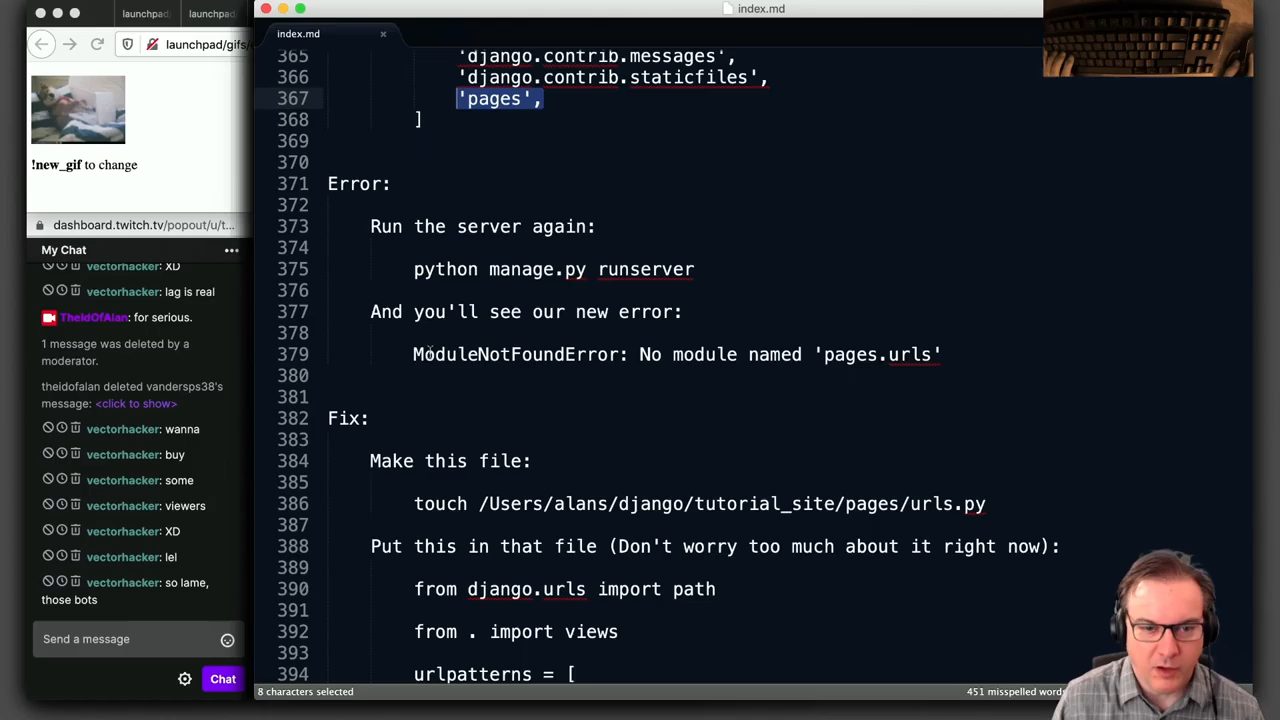 index.md
launchpad
launchpad
index.md
launchpad/gifs/
!new_gif to change
dashboard.twitch.tv/popout/u/t...
My Chat
vectorhacker: XD
vectorhacker: lag is real
TheIdOfAlan: for serious.
1 message was deleted by a
moderator.
theidofalan deleted vandersps38's
message: <click to show>
vectorhacker: wanna
vectorhacker: buy
vectorhacker: some
vectorhacker: viewers
vectorhacker: XD
vectorhacker: lel
vectorhacker: so lame,
those bots
Send a message
Chat
365 'django.contrib.messages',
366 'django.contrib.staticfiles',
367 'pages',
368 ]
369
370
371 Error:
372
373 Run the server again:
374
375 python manage.py runserver
376
377 And you'll see our new error:
378
379 ModuleNotFoundError: No module named 'pages.urls'
380
381
382 Fix:
383
384 Make this file:
385
386 touch /Users/alans/django/tutorial_site/pages/urls.py
387
388 Put this in that file (Don't worry too much about it right now):
389
390 from django.urls import path
391
392 from . import views
393
394 urlpatterns = [
8 characters selected
451 misspelled words